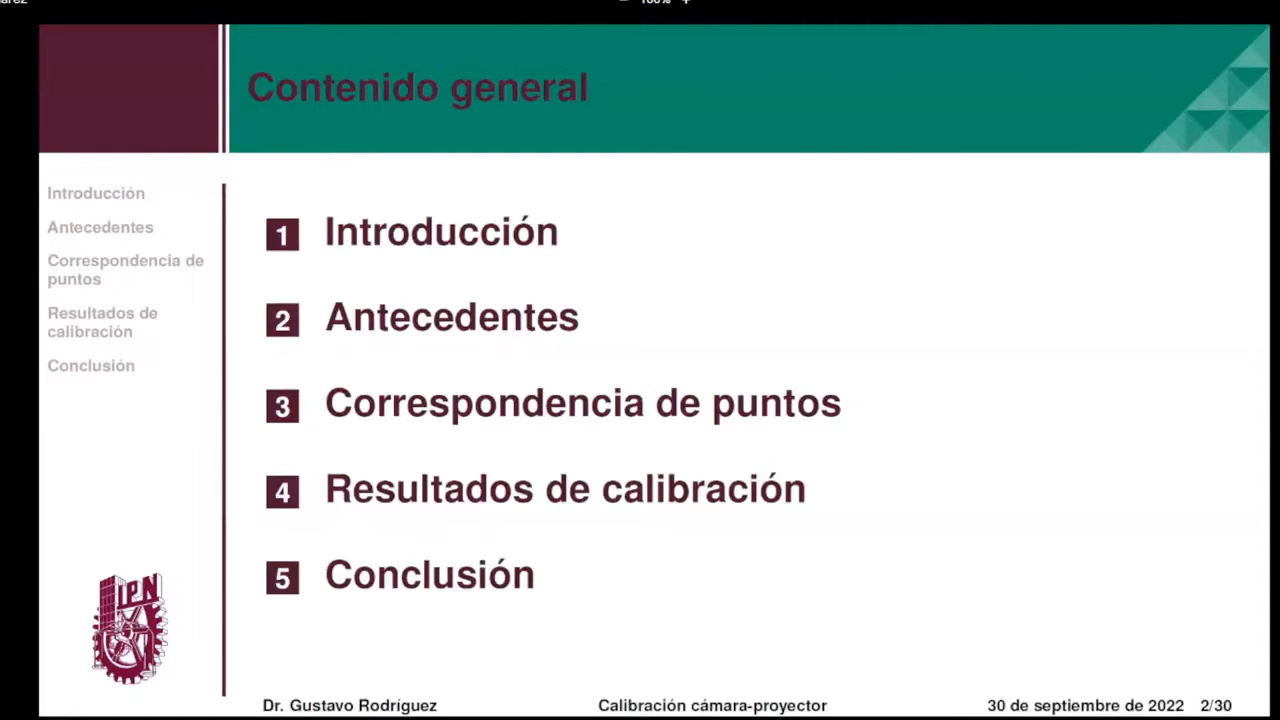 100%
Contenido general
Introducción
Antecedentes
Correspondencia de
puntos
Resultados de
calibración
Conclusión
1 Introducción
2 Antecedentes
3 Correspondencia de puntos
4 Resultados de calibración
5 Conclusión
IPN
Dr. Gustavo Rodríguez Calibración cámara-proyector 30 de septiembre de 2022 2/30